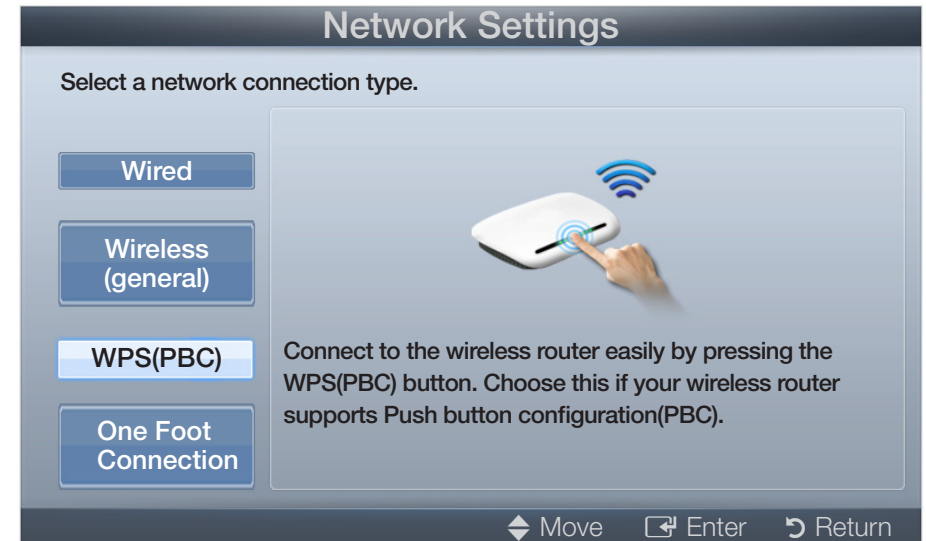 Network Settings
Select a network connection type.
Wired
Wireless
(general)
WPS(PBC)
One Foot
Connection
Connect to the wireless router easily by pressing the
WPS(PBC) button. Choose this if your wireless router
supports Push button configuration(PBC).
Move Enter Return